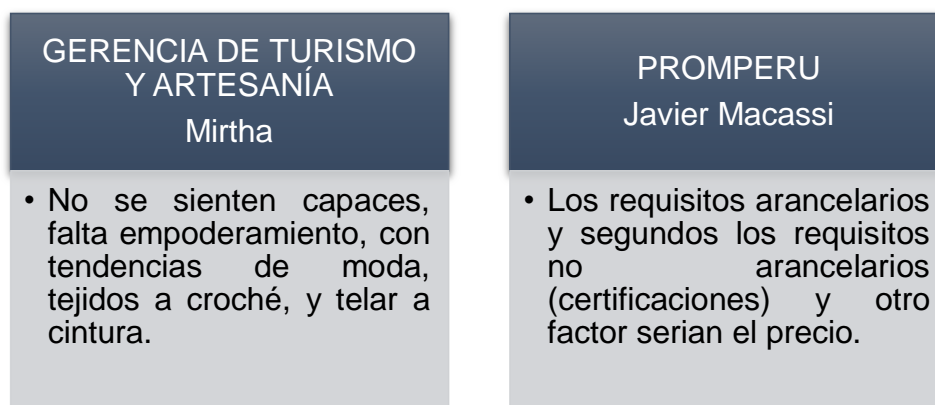 GERENCIA DE TURISMO
Y ARTESANÍA
Mirtha
• No se sienten capaces,
falta empoderamiento, con
tendencias de moda,
tejidos a croché, y telar a
cintura.
PROMPERU
Javier Macassi
• Los requisitos arancelarios
y segundos los requisitos
no arancelarios
(certificaciones) y otro
factor serian el precio.